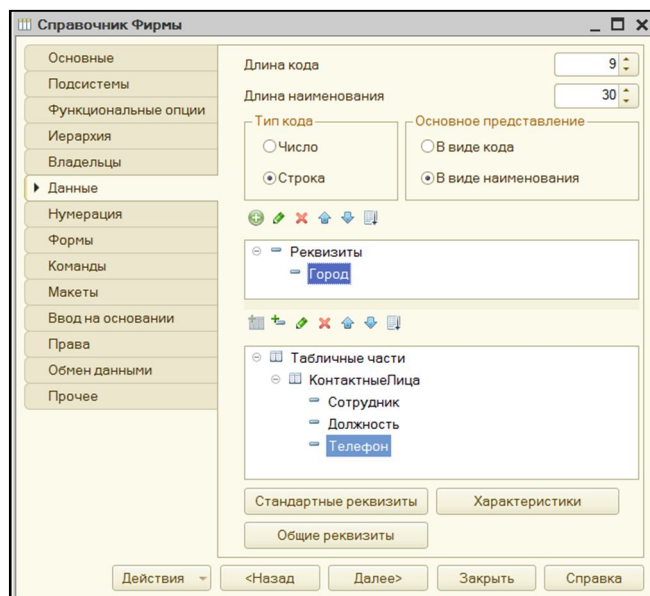 Справочник Фирмы
Основные
Подсистемы
Функциональные опции
Иерархия
Владельцы
Данные
Нумерация
Формы
Команды
Макеты
Ввод на основании
Права
Обмен данными
Прочее
Длина кода 9
Длина наименования 30
Тип кода
Число
Строка
Основное представление
В виде кода
В виде наименования
Реквизиты
Город
Табличные части
КонтактныеЛица
Сотрудник
Должность
Телефон
Стандартные реквизиты Характеристики
Общие реквизиты
Действия <Назад Далее> Закрыть Справка